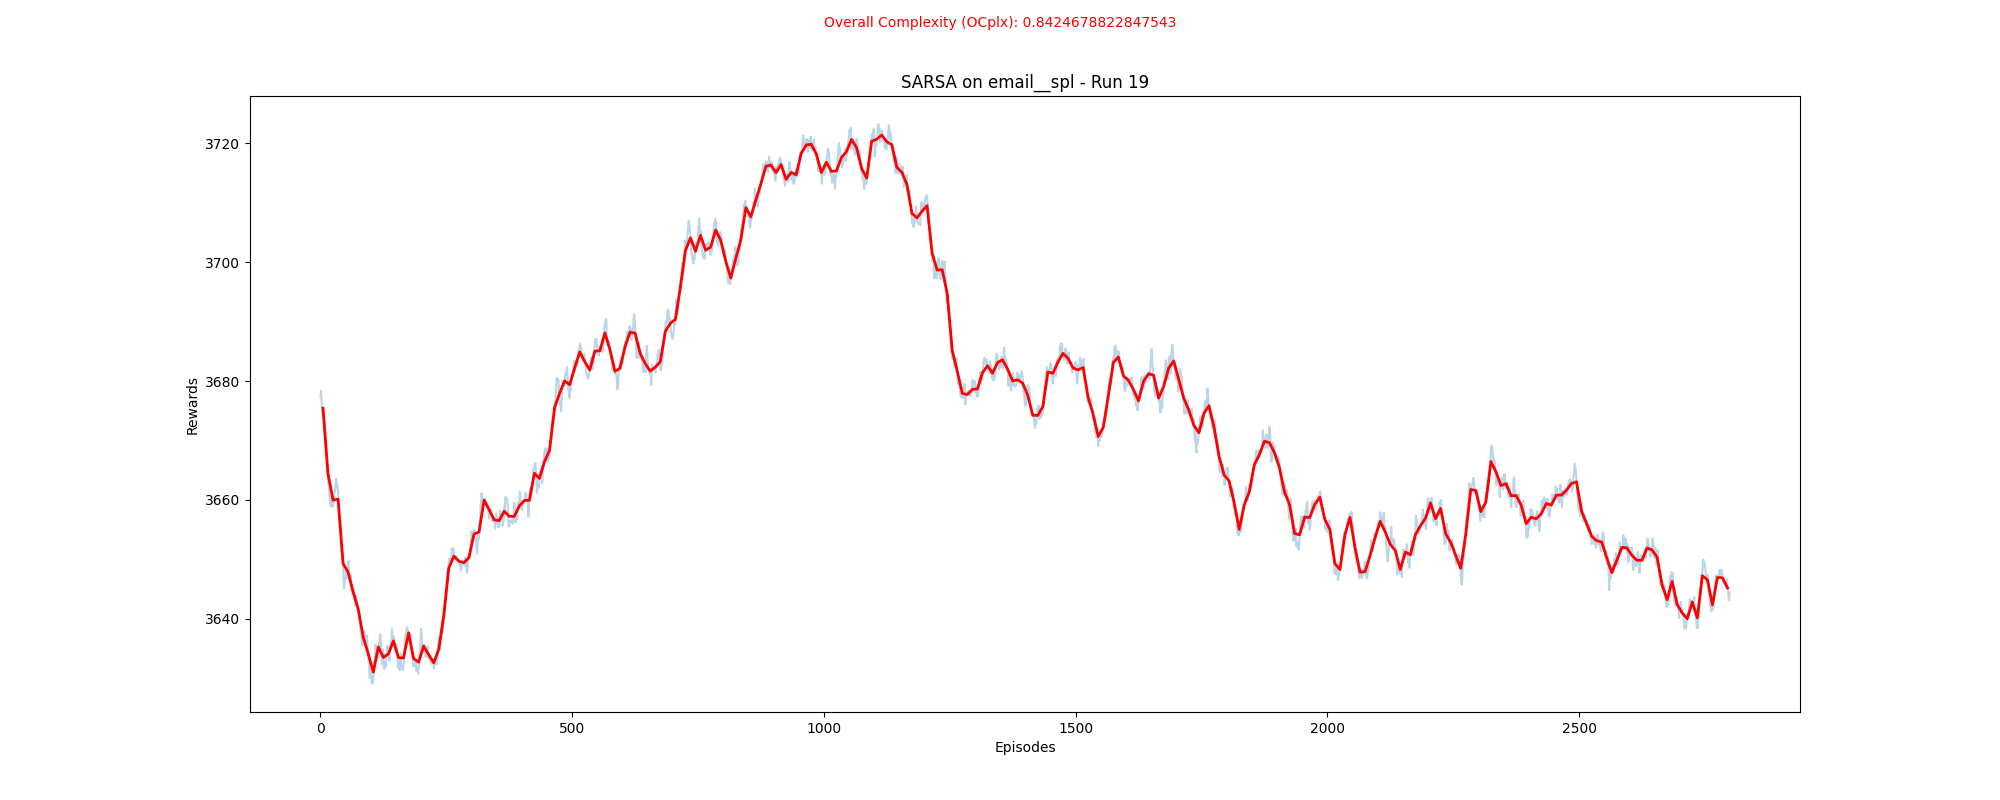 Overall Complexity (OCplx): 0.8424678822847543
SARSA on email__spl - Run 19
Rewards
3720
3700
3680
3660
3640
0 500 1000 1500 2000 2500
Episodes